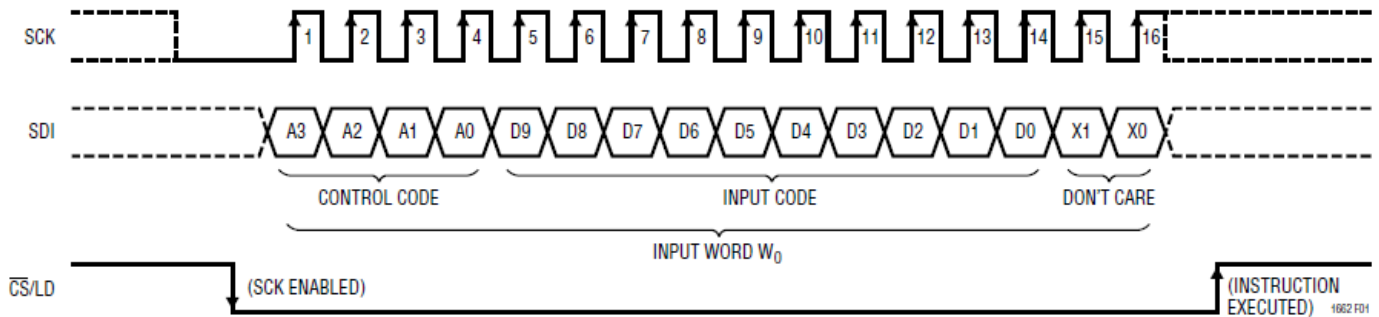 SCK 1 2 3 4 5 6 7 8 9 10 11 12 13 14 15 16
SDI A3 A2 A1 A0 D9 D8 D7 D6 D5 D4 D3 D2 D1 D0 X1 X0
CONTROL CODE INPUT CODE DON'T CARE
INPUT WORD W₀
C̅S̅/LD (SCK ENABLED) (INSTRUCTION
EXECUTED) 1662 F01